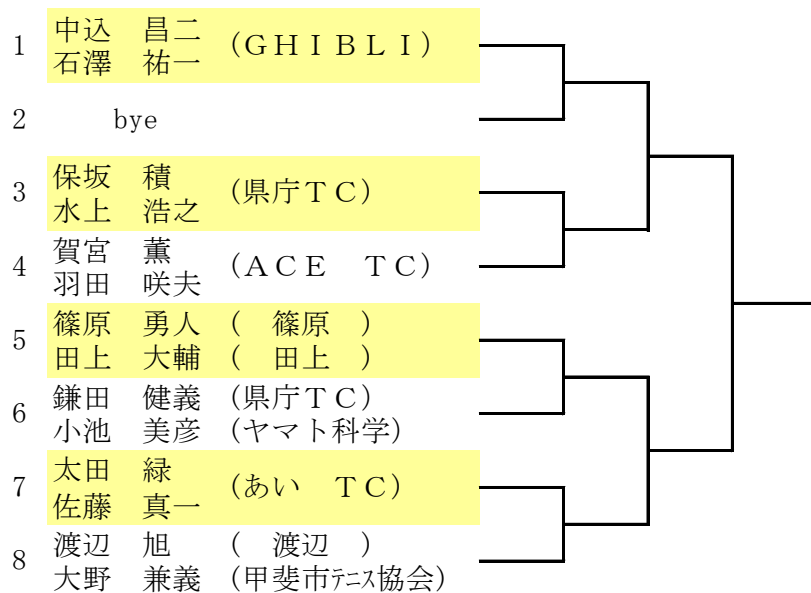 1 中込　昌二 （ＧＨＩＢＬＩ）
石澤　祐一
2 bye
3 保坂　積 （県庁ＴＣ）
水上　浩之
4 賀宮　薫 （ＡＣＥ　ＴＣ）
羽田　咲夫
5 篠原　勇人 （　篠原　）
田上　大輔 （　田上　）
6 鎌田　健義 （県庁ＴＣ）
小池　美彦 （ヤマト科学）
7 太田　緑 （あい　ＴＣ）
佐藤　真一
8 渡辺　旭 （　渡辺　）
大野　兼義 （甲斐市ﾃﾆｽ協会）